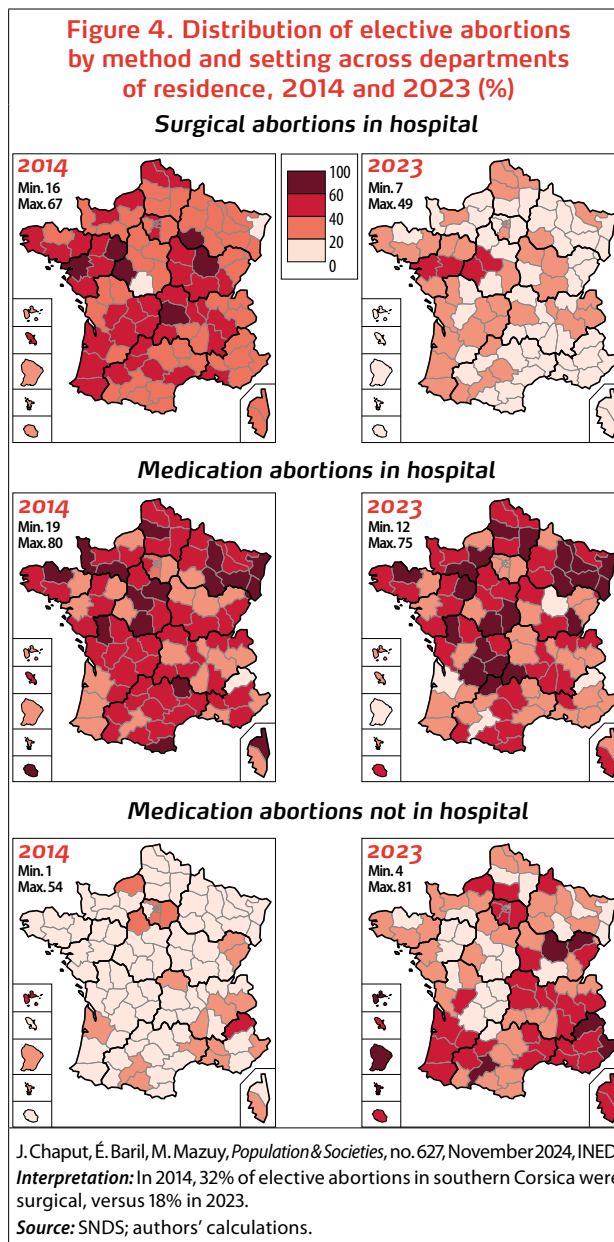 Figure 4. Distribution of elective abortions
by method and setting across departments
of residence, 2014 and 2023 (%)
Surgical abortions in hospital
2014
Min. 16
Max. 67
100
60
40
20
0
2023
Min. 7
Max. 49
Medication abortions in hospital
2014
Min. 19
Max. 80
2023
Min. 12
Max. 75
Medication abortions not in hospital
2014
Min. 1
Max. 54
2023
Min. 4
Max. 81
J. Chaput, É. Baril, M. Mazuy, Population & Societies, no. 627, November 2024, INED
Interpretation: In 2014, 32% of elective abortions in southern Corsica were
surgical, versus 18% in 2023.
Source: SNDS; authors' calculations.